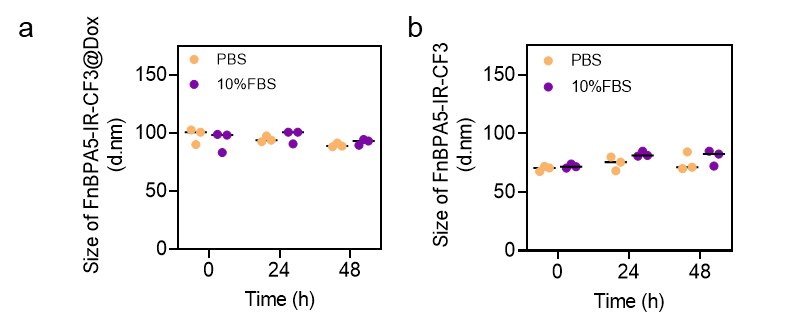 a
Size of FnBPA5-IR-CF3@Dox
(d.nm)
150
100
50
0
PBS
10%FBS
0 24 48
Time (h)
b
Size of FnBPA5-IR-CF3
(d.nm)
150
100
50
0
PBS
10%FBS
0 24 48
Time (h)